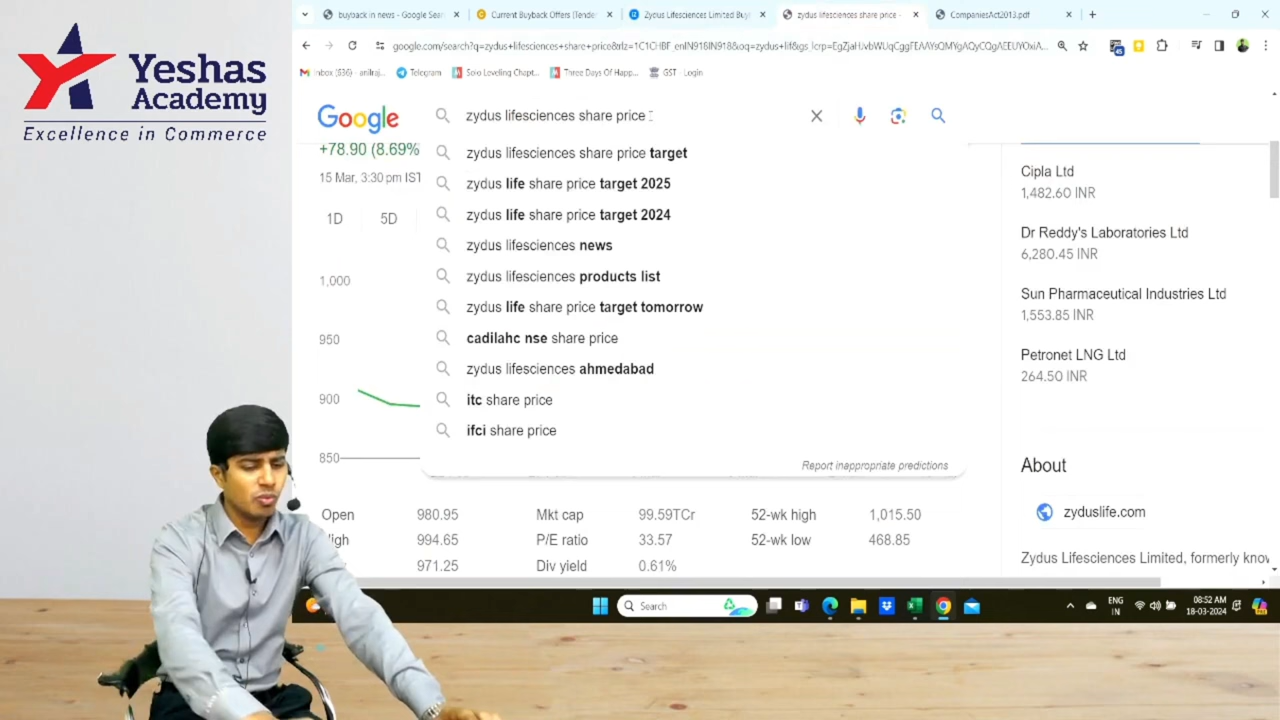 Yeshas
Academy
Excellence in Commerce
buyback in news - Google Sear
Current Buyback Offers (Tender
Zydus Lifesciences Limited Buy
zydus lifesciences share price -
CompaniesAct2013.pdf
Inbox (636) - anilraj...
Telegram
Solo Leveling Chapt...
Three Days Of Happ...
GST - Login
Google
zydus lifesciences share price
zydus lifesciences share price target
zydus life share price target 2025
zydus life share price target 2024
zydus lifesciences news
zydus lifesciences products list
zydus life share price target tomorrow
cadilahc nse share price
zydus lifesciences ahmedabad
itc share price
ifci share price
Report inappropriate predictions
+78.90 (8.69%
15 Mar, 3:30 pm IST
1D
5D
1,000
950
900
850
Open
980.95
Mkt cap
99.59TCr
52-wk high
1,015.50
High
994.65
P/E ratio
33.57
52-wk low
468.85
971.25
Div yield
0.61%
Cipla Ltd
1,482.60 INR
Dr Reddy's Laboratories Ltd
6,280.45 INR
Sun Pharmaceutical Industries Ltd
1,553.85 INR
Petronet LNG Ltd
264.50 INR
About
zyduslife.com
Zydus Lifesciences Limited, formerly know
Search
ENG
IN
08:52 AM
18-03-2024